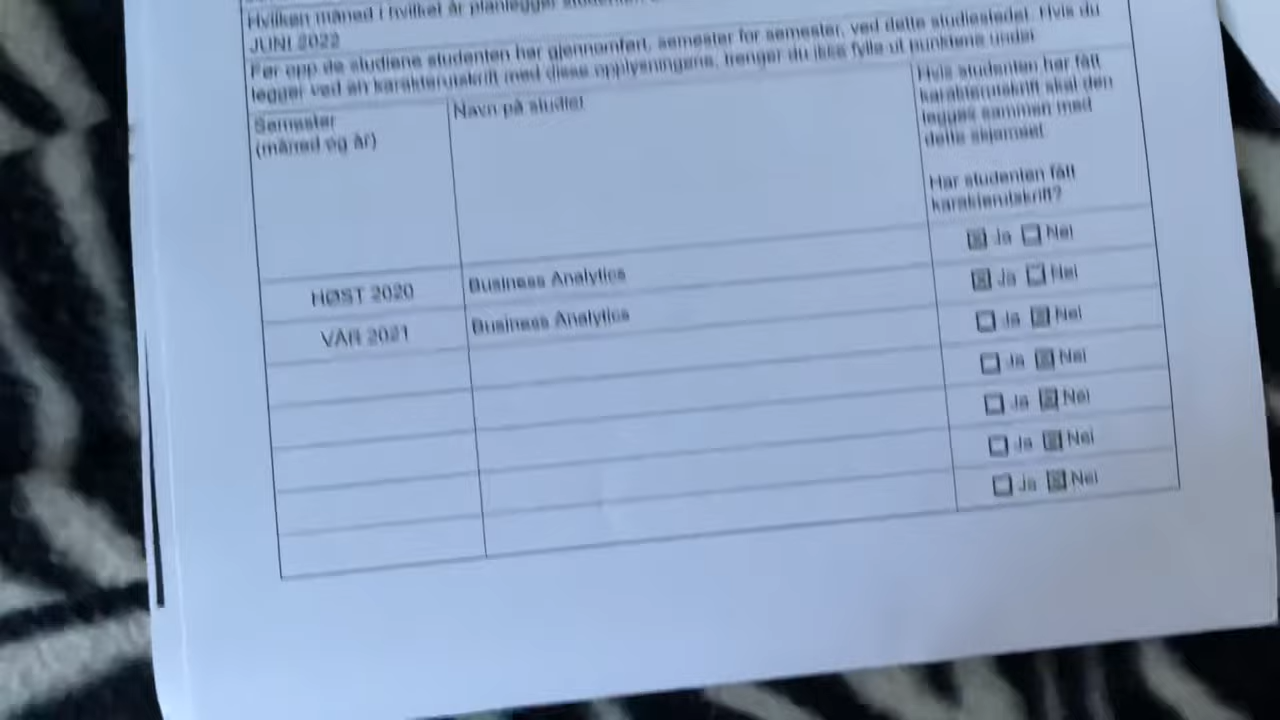 Hvilken måned i hvilket år planlegger studenten
JUNI 2022
Før opp de studiene studenten har gjennomført, semester for semester, ved dette studiestedet. Hvis du
legger ved en karakterutskrift med disse opplysningene, trenger du ikke fylle ut punktene under.
Semester
(måned og år)
Navn på studiet
Hvis studenten har fått
karakterutskrift skal den
legges sammen med
dette skjemaet.
Har studenten fått
karakterutskrift?
Ja Nei
HØST 2020 Business Analytics Ja Nei
VÅR 2021 Business Analytics Ja Nei
Ja Nei
Ja Nei
Ja Nei
Ja Nei